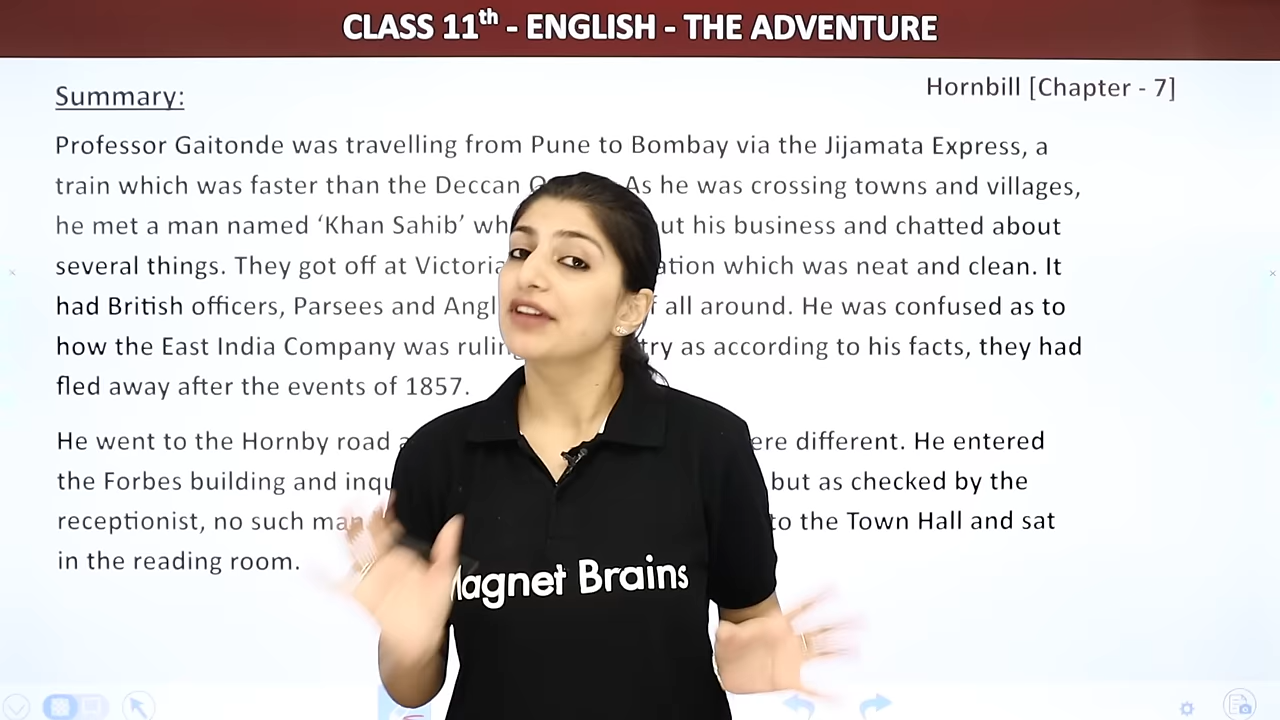 CLASS 11th - ENGLISH - THE ADVENTURE
Hornbill [Chapter - 7]
Summary:
Professor Gaitonde was travelling from Pune to Bombay via the Jijamata Express, a
train which was faster than the Deccan As he was crossing towns and villages,
he met a man named ‘Khan Sahib’ his business and chatted about
several things. They got off at Victoria which was neat and clean. It
had British officers, Parsees and all around. He was confused as to
how the East India Company was ruling as according to his facts, they had
fled away after the events of 1857.
He went to the Hornby road different. He entered
the Forbes building and but as checked by the
receptionist, no such man to the Town Hall and sat
in the reading room.
Magnet Brains